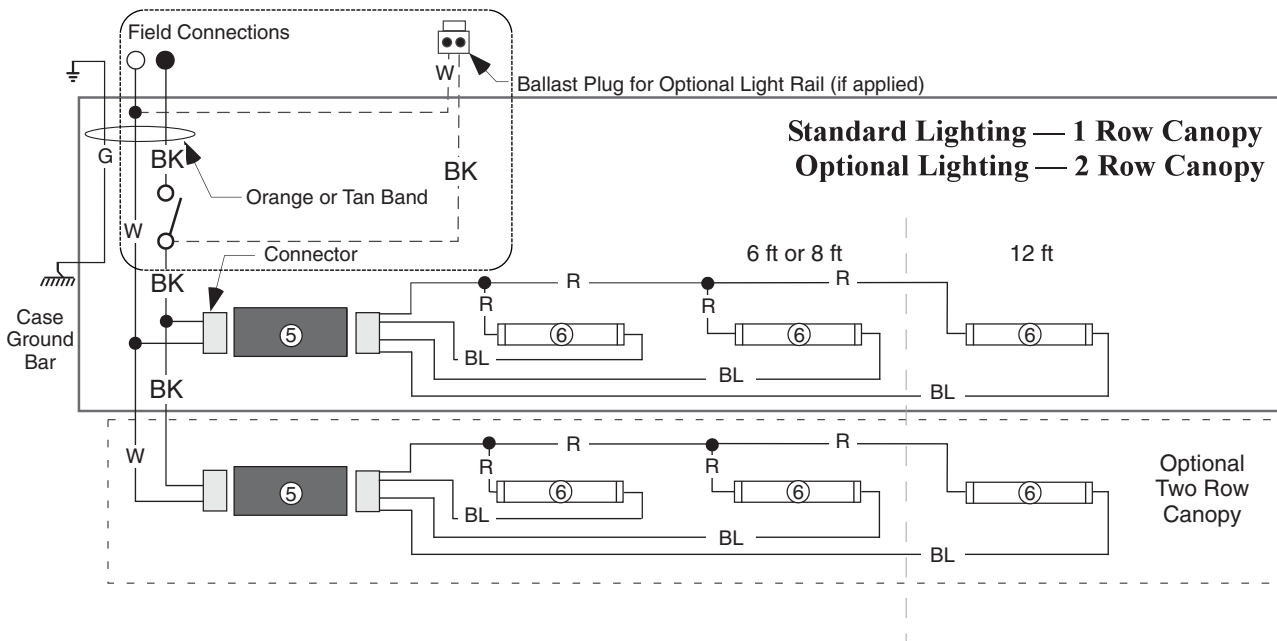 Field Connections
W
Ballast Plug for Optional Light Rail (if applied)
Standard Lighting — 1 Row Canopy
Optional Lighting — 2 Row Canopy
G
BK
BK
Orange or Tan Band
W
Connector
6 ft or 8 ft
12 ft
BK
R
R
R
R
Case
Ground
Bar
5
6
6
6
BL
BL
BK
BL
W
R
R
R
R
5
6
6
6
BL
BL
BL
Optional
Two Row
Canopy